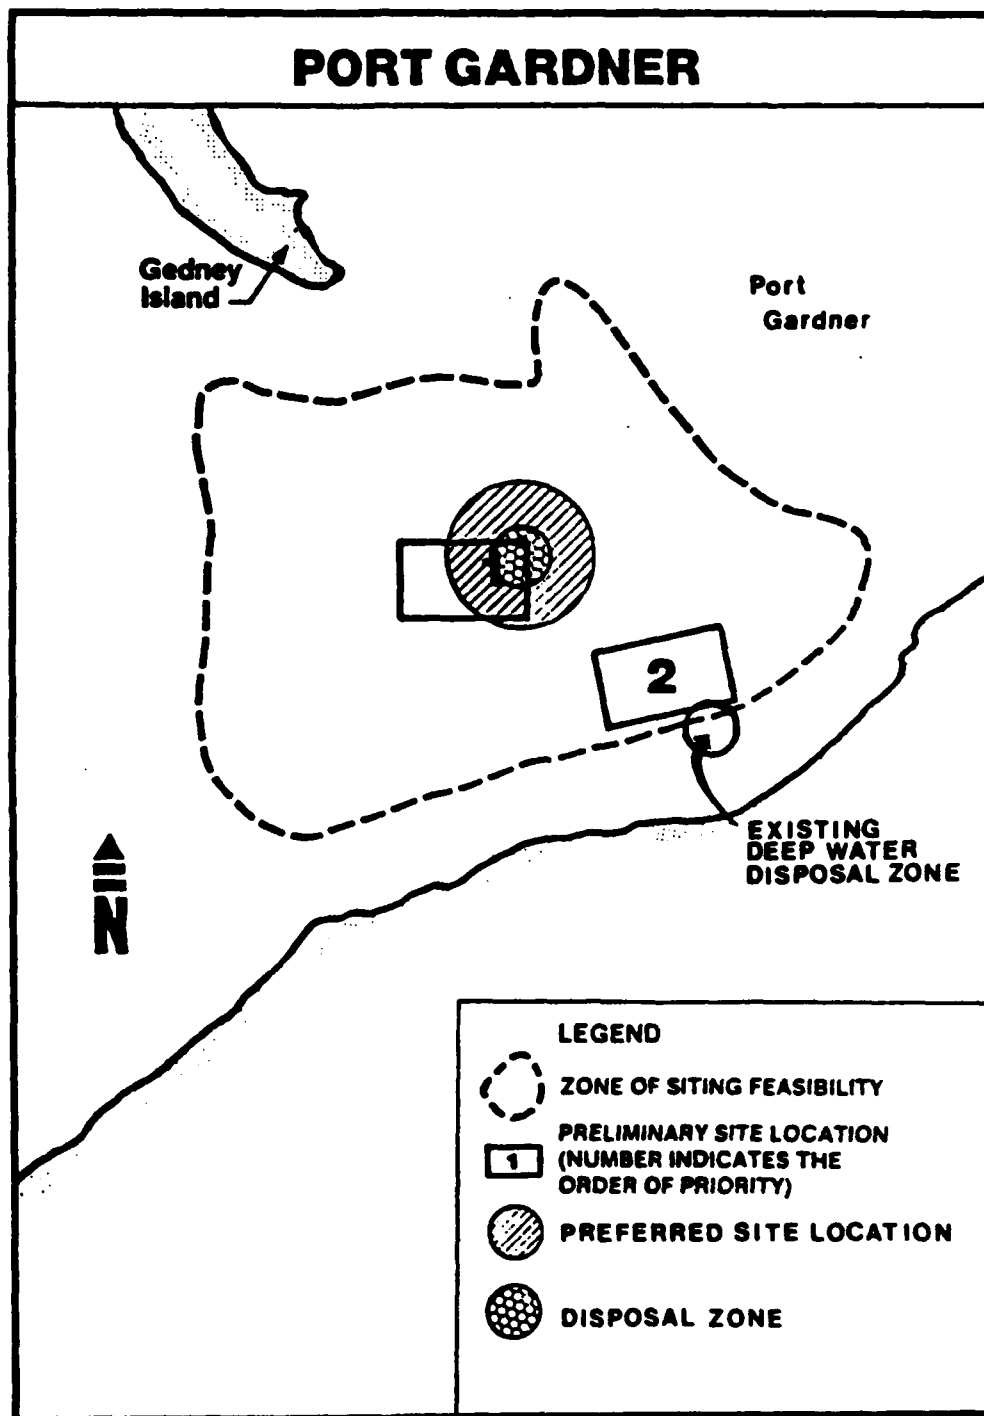 PORT GARDNER
Gedney
Island
Port
Gardner
2
EXISTING
DEEP WATER
DISPOSAL ZONE
N
LEGEND
ZONE OF SITING FEASIBILITY
1
PRELIMINARY SITE LOCATION
(NUMBER INDICATES THE
ORDER OF PRIORITY)
PREFERRED SITE LOCATION
DISPOSAL ZONE